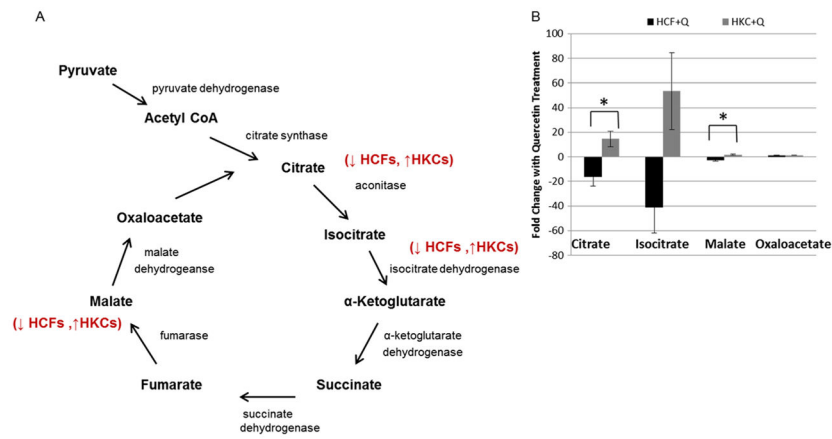 A
Pyruvate
pyruvate dehydrogenase
Acetyl CoA
citrate synthase
Citrate
(↓ HCFs, ↑HKCs)
aconitase
Oxaloacetate
Isocitrate
(↓ HCFs ,↑HKCs)
malate
dehydrogeanse
isocitrate dehydrogenase
Malate
α-Ketoglutarate
(↓ HCFs ,↑HKCs)
fumarase
α-ketoglutarate
dehydrogenase
Fumarate
Succinate
succinate
dehydrogenase
B
HCF+Q HKC+Q
Fold Change with Quercetin Treatment
100
80
60
40
20
0
-20
-40
-60
-80
*
*
Citrate Isocitrate Malate Oxaloacetate